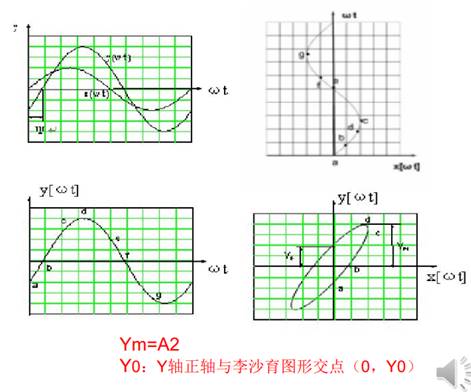 ωt
y(ωt)
x(ωt)
ωt
g
f
e
c
d
b
a
x[ωt]
y[ωt]
d
c
e
b
f
a
g
ωt
y[ωt]
d
c
Y₀
b
a
x[ωt]
Ym=A2
Y0：Y轴正轴与李沙育图形交点（0，Y0）